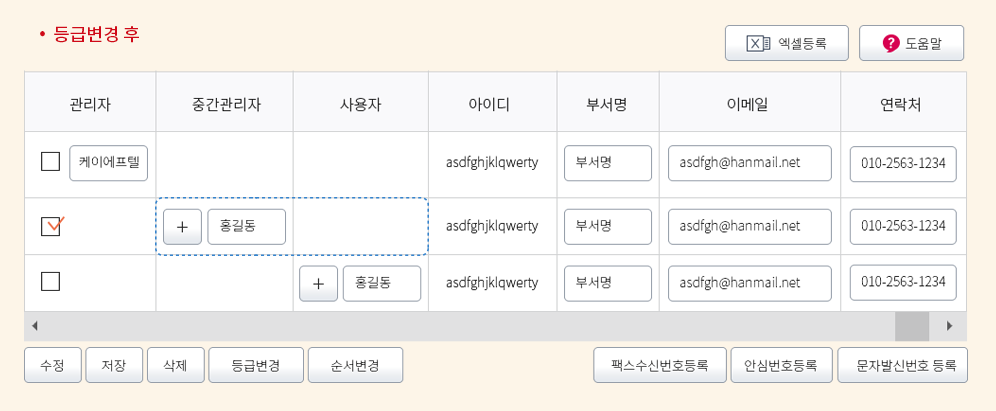 • 등급변경 후
엑셀등록 도움말
관리자 중간관리자 사용자 아이디 부서명 이메일 연락처
케이에프텔 asdfghjklqwerty 부서명 asdfgh@hanmail.net 010-2563-1234
+ 홍길동 asdfghjklqwerty 부서명 asdfgh@hanmail.net 010-2563-1234
+ 홍길동 asdfghjklqwerty 부서명 asdfgh@hanmail.net 010-2563-1234
수정 저장 삭제 등급변경 순서변경 팩스수신번호등록 안심번호등록 문자발신번호 등록